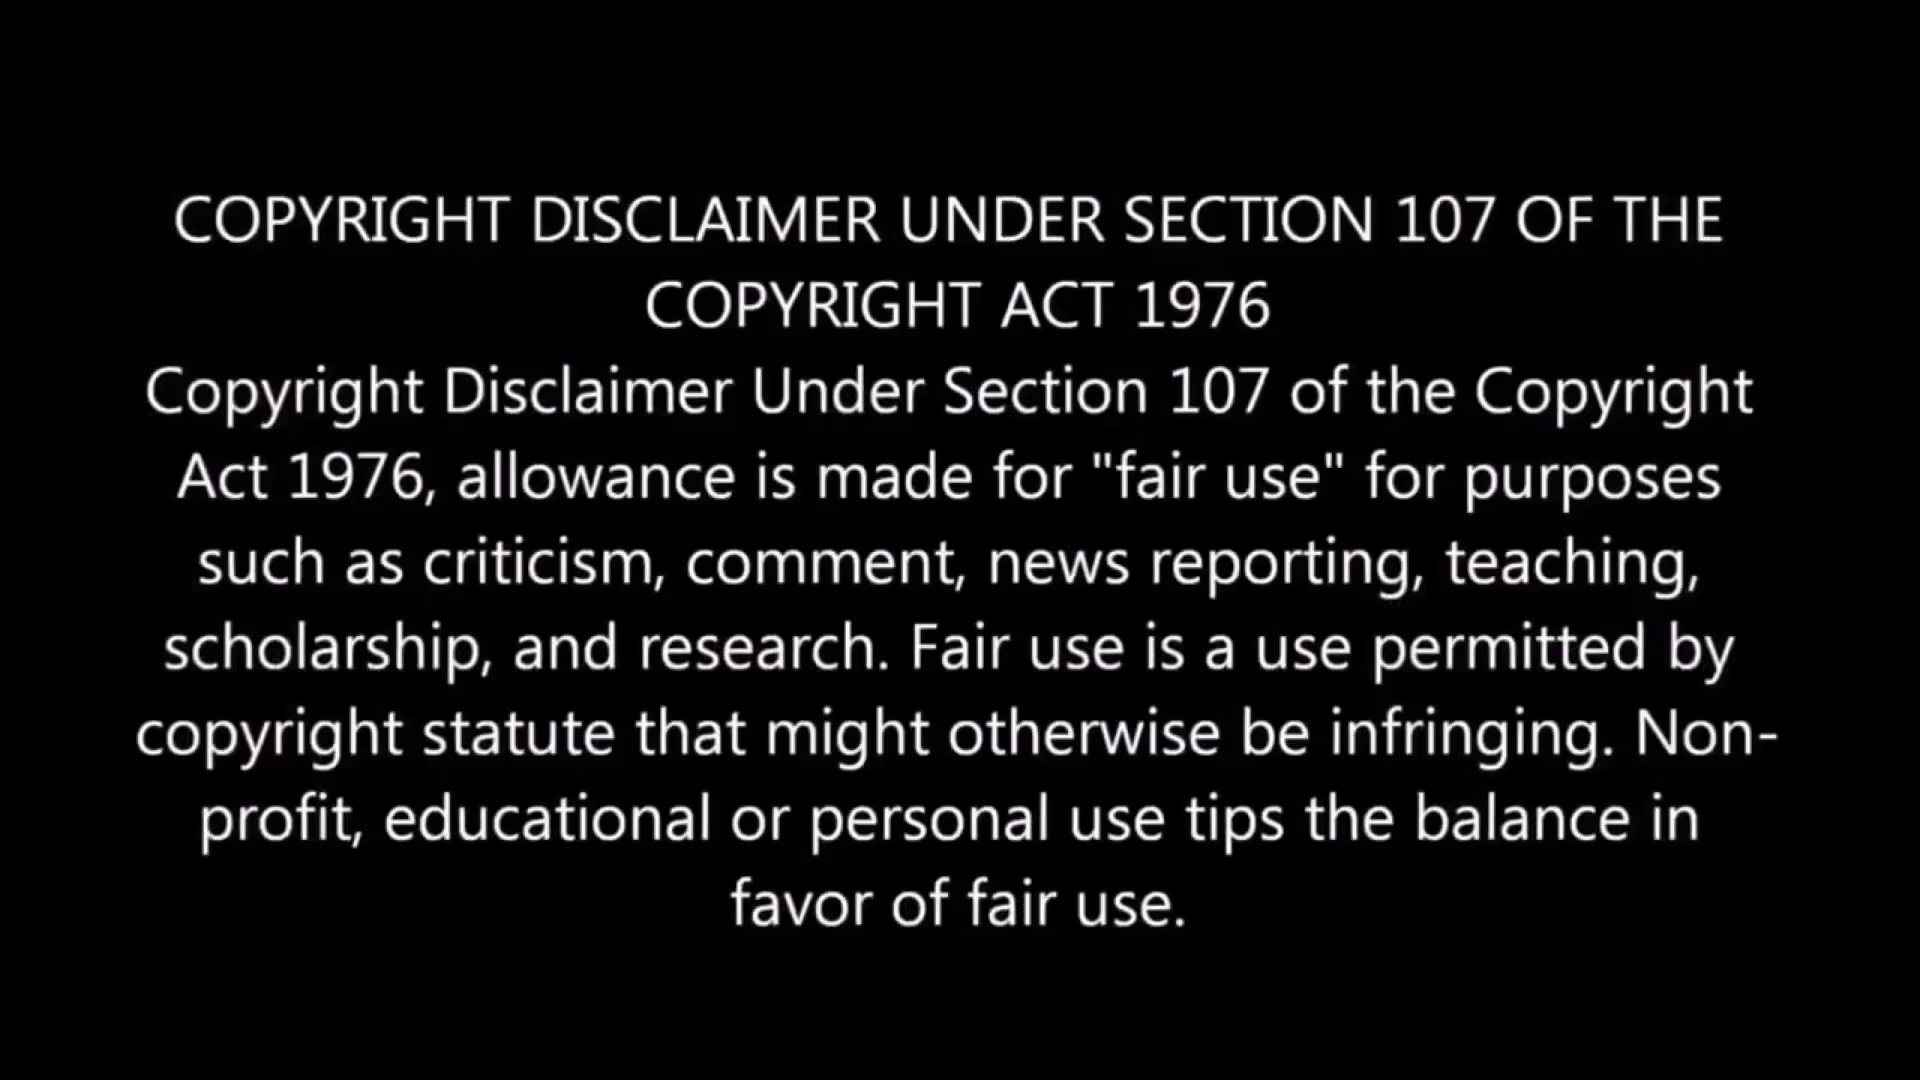 COPYRIGHT DISCLAIMER UNDER SECTION 107 OF THE
COPYRIGHT ACT 1976
Copyright Disclaimer Under Section 107 of the Copyright
Act 1976, allowance is made for "fair use" for purposes
such as criticism, comment, news reporting, teaching,
scholarship, and research. Fair use is a use permitted by
copyright statute that might otherwise be infringing. Non-
profit, educational or personal use tips the balance in
favor of fair use.